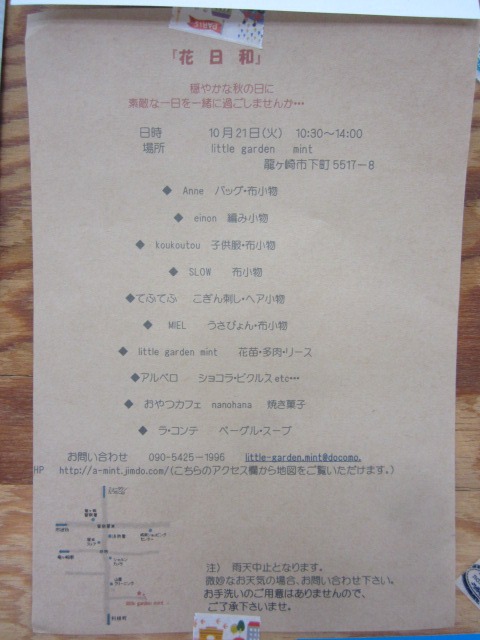 「花 日 和」
穏やかな秋の日に
素敵な一日を一緒に過ごしませんか・・・
日時 10月21日(火) 10:30~14:00
場所 little garden mint
龍ヶ崎市下町5517-8
◆ Anne バッグ・布小物
◆ einon 編み小物
◆ koukoutou 子供服・布小物
◆ SLOW 布小物
◆てふてふ こぎん刺し・ヘア小物
◆ MIEL うさぴょん・布小物
◆ little garden mint 花苗・多肉・リース
◆アルベロ ショコラ・ピクルスetc・・・
◆ おやつカフェ nanohana 焼き菓子
◆ ラ・コンテ ベーグル・スープ
お問い合わせ 090-5425-1995 little-garden.mint@docomo.
HP http://a-mint.jimdo.com/(こちらのアクセス欄から地図をご覧いただけます。)
注) 雨天中止となります。
微妙なお天気の場合、お問い合わせ下さい。
お手洗いのご用意はありませんので、
ご了承下さいませ。
little garden mint